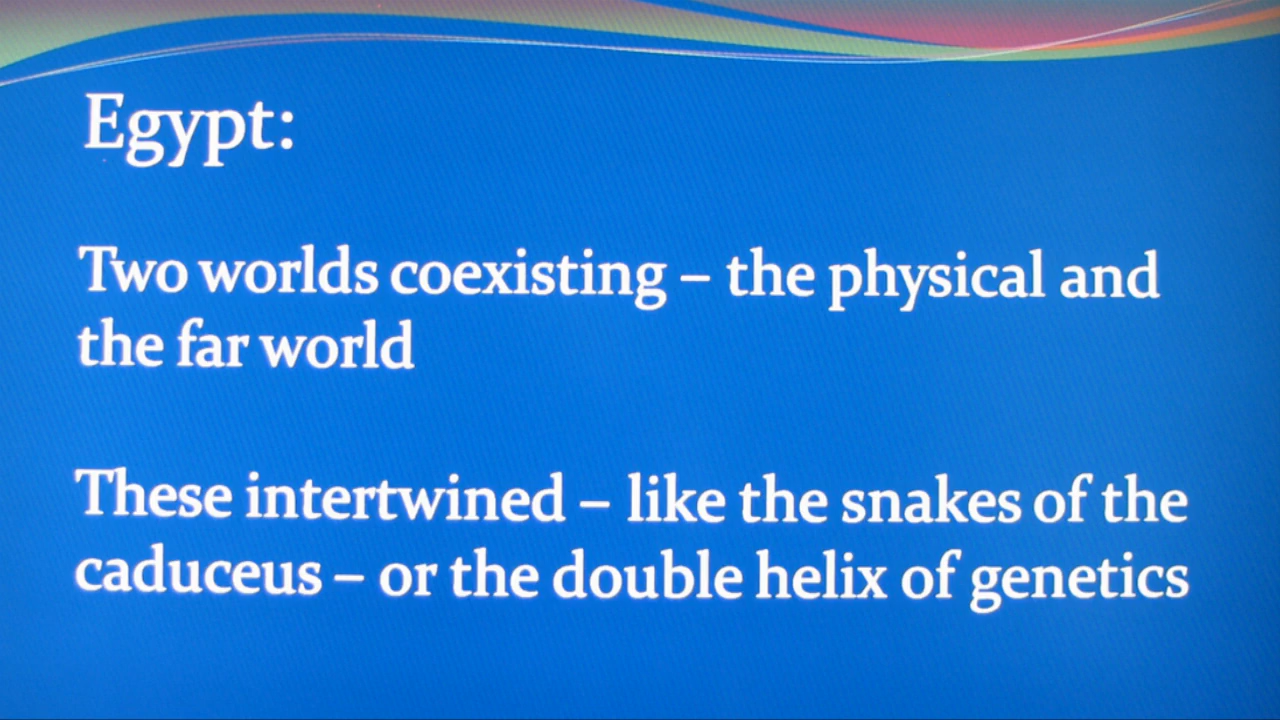 Egypt:
Two worlds coexisting – the physical and
the far world
These intertwined – like the snakes of the
caduceus – or the double helix of genetics